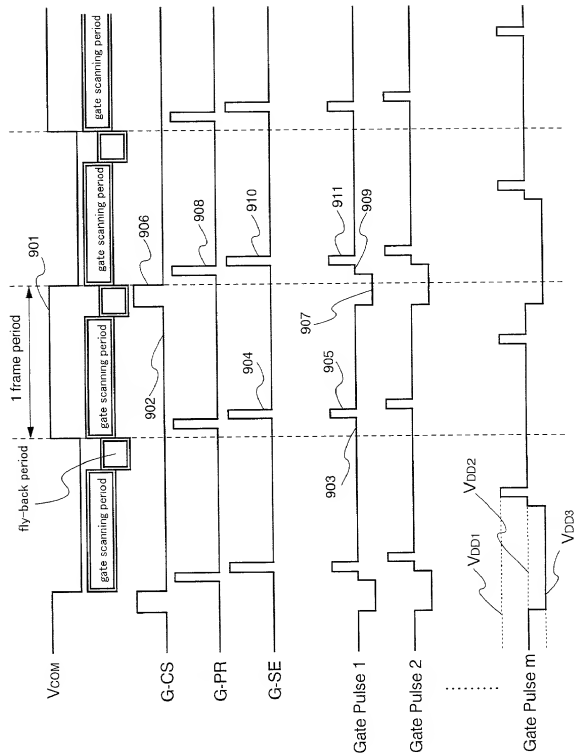 901
1 frame period
fly-back period
VCOM
gate scanning period
gate scanning period
gate scanning period
gate scanning period
902
906
G-CS
908
G-PR
904
910
G-SE
903
905
907
911
909
Gate Pulse 1
Gate Pulse 2
........
VDD1
VDD2
VDD3
Gate Pulse m